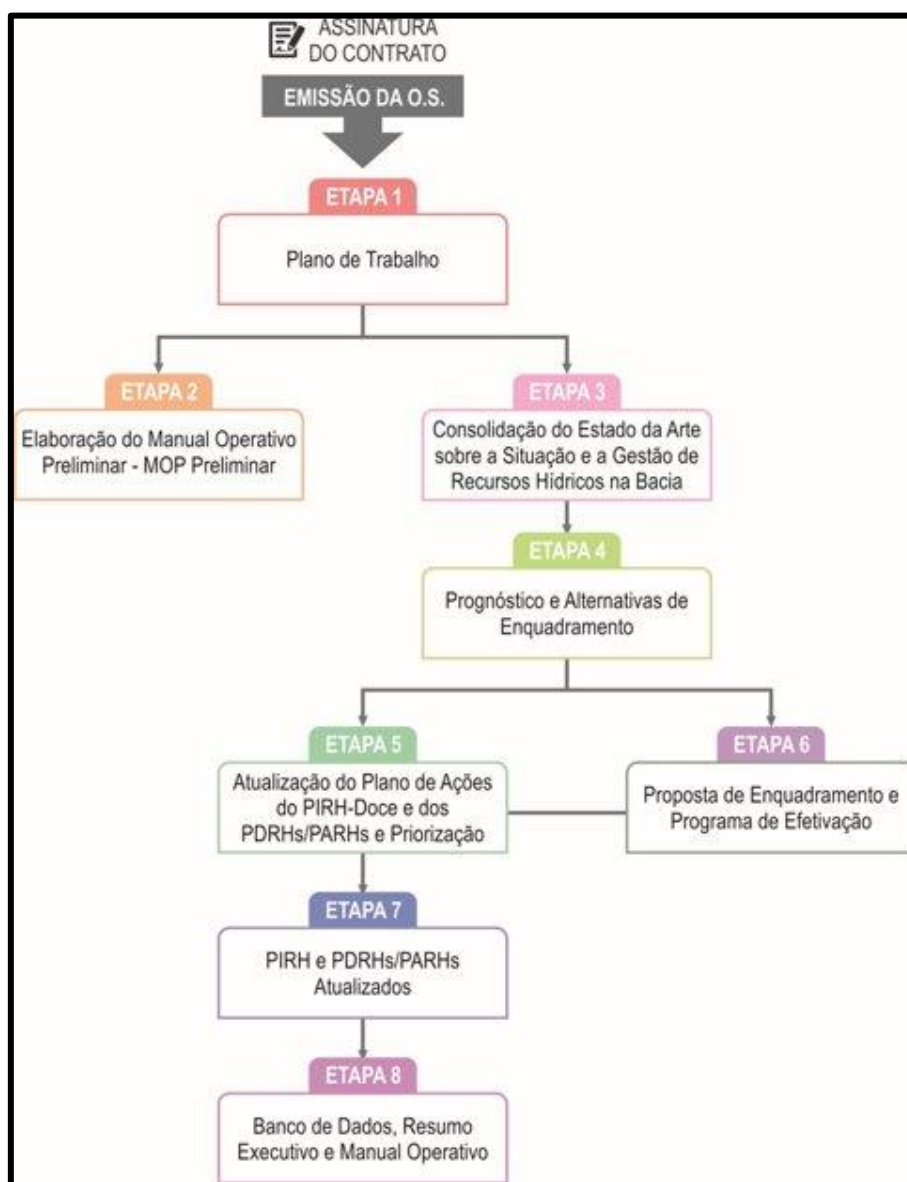 ASSINATURA
DO CONTRATO
EMISSÃO DA O.S.
ETAPA 1
Plano de Trabalho
ETAPA 2
Elaboração do Manual Operativo
Preliminar - MOP Preliminar
ETAPA 3
Consolidação do Estado da Arte
sobre a Situação e a Gestão de
Recursos Hídricos na Bacia
ETAPA 4
Prognóstico e Alternativas de
Enquadramento
ETAPA 5
Atualização do Plano de Ações
do PIRH-Doce e dos
PDRHs/PARHs e Priorização
ETAPA 6
Proposta de Enquadramento e
Programa de Efetivação
ETAPA 7
PIRH e PDRHs/PARHs
Atualizados
ETAPA 8
Banco de Dados, Resumo
Executivo e Manual Operativo